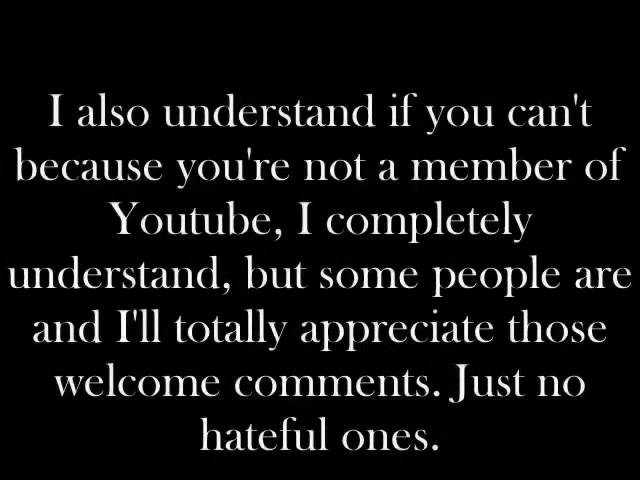 I also understand if you can't
because you're not a member of
Youtube, I completely
understand, but some people are
and I'll totally appreciate those
welcome comments. Just no
hateful ones.